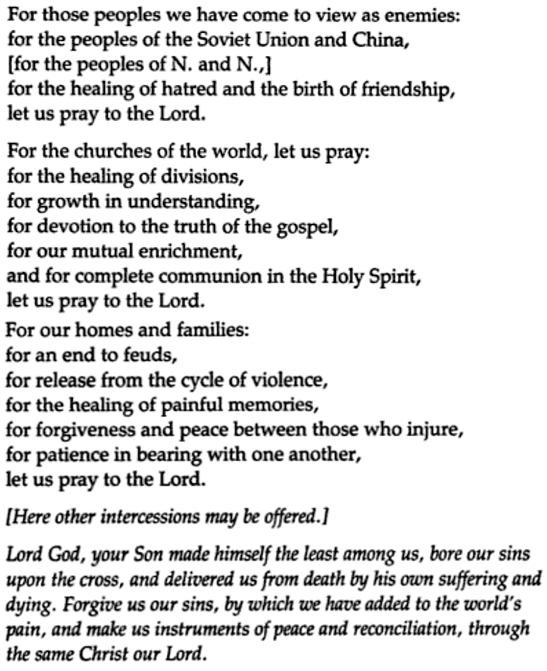 For those peoples we have come to view as enemies:
for the peoples of the Soviet Union and China,
[for the peoples of N. and N.,]
for the healing of hatred and the birth of friendship,
let us pray to the Lord.
For the churches of the world, let us pray:
for the healing of divisions,
for growth in understanding,
for devotion to the truth of the gospel,
for our mutual enrichment,
and for complete communion in the Holy Spirit,
let us pray to the Lord.
For our homes and families:
for an end to feuds,
for release from the cycle of violence,
for the healing of painful memories,
for forgiveness and peace between those who injure,
for patience in bearing with one another,
let us pray to the Lord.
[Here other intercessions may be offered.]
Lord God, your Son made himself the least among us, bore our sins
upon the cross, and delivered us from death by his own suffering and
dying. Forgive us our sins, by which we have added to the world's
pain, and make us instruments of peace and reconciliation, through
the same Christ our Lord.